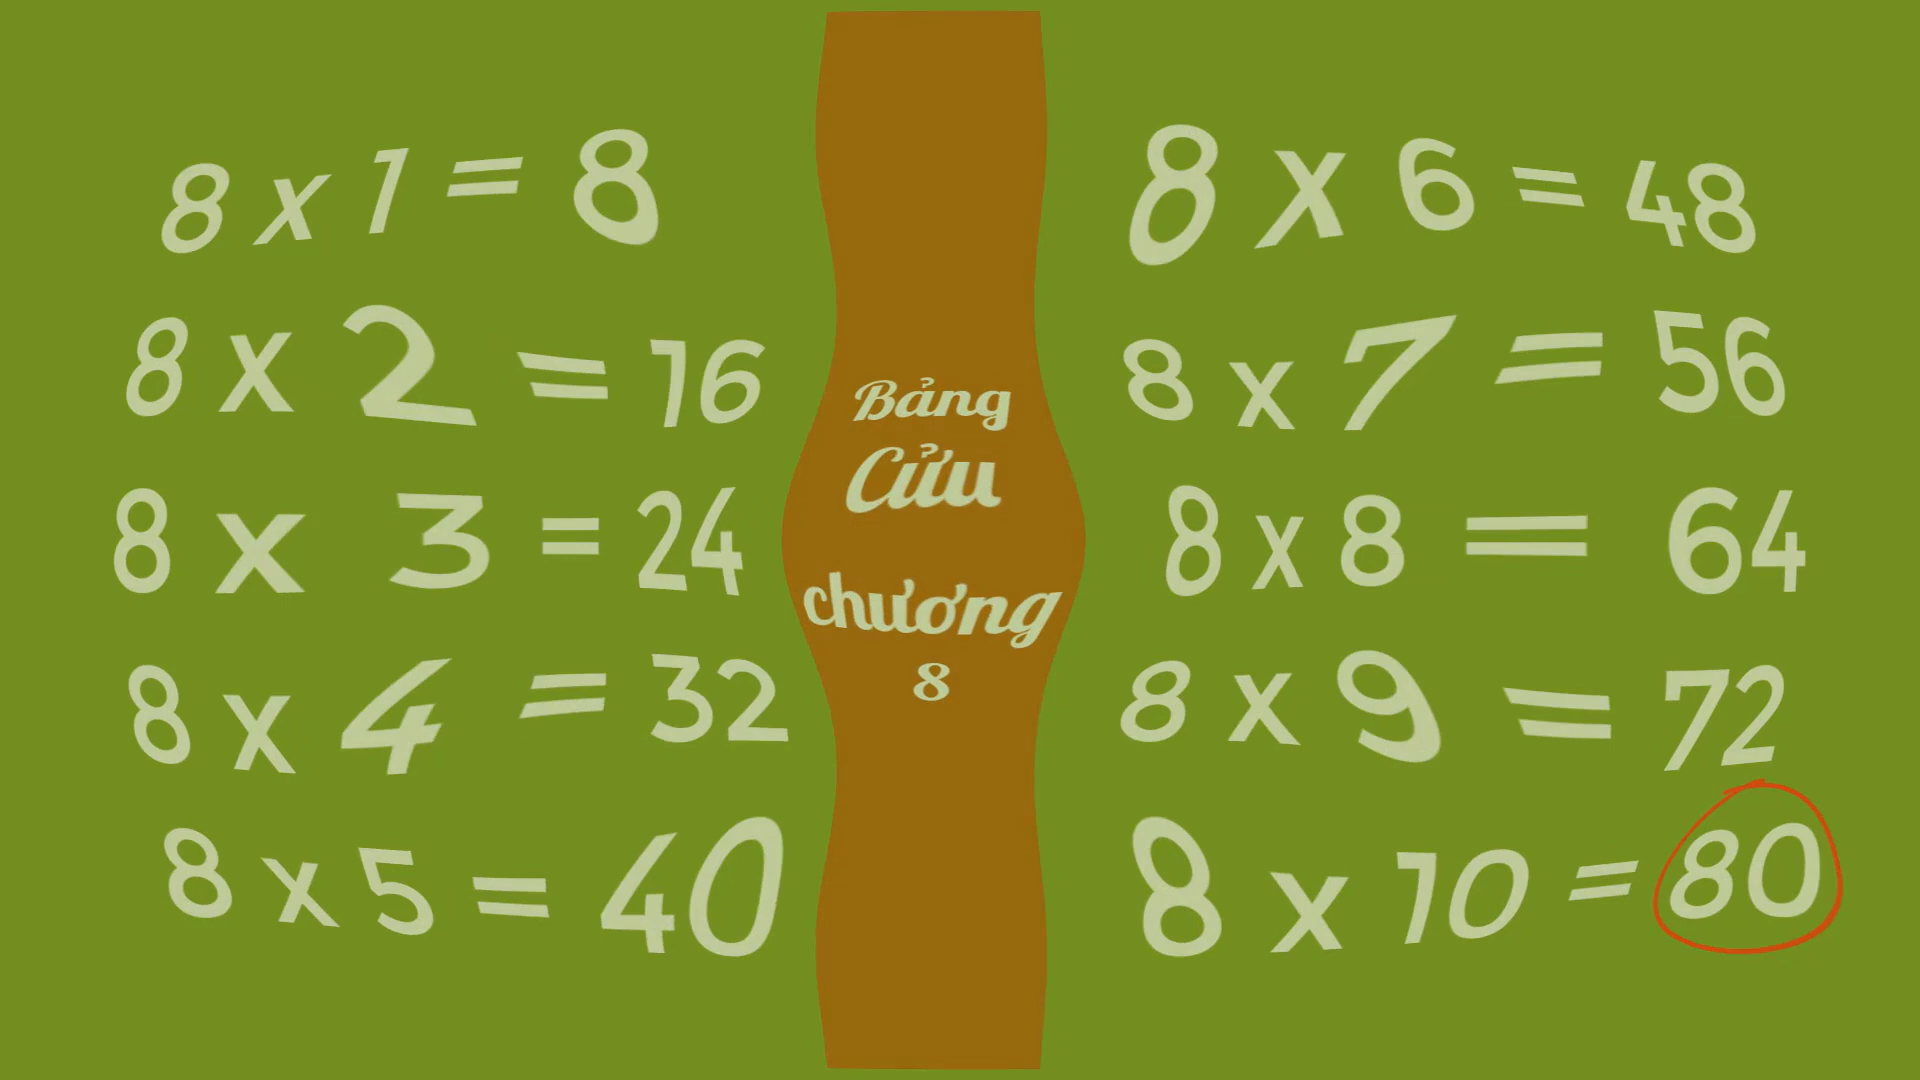 8 x 1 = 8
8 x 2 = 16
8 x 3 = 24
8 x 4 = 32
8 x 5 = 40
Bảng
Cửu
chương
8
8 x 6 = 48
8 x 7 = 56
8 x 8 = 64
8 x 9 = 72
8 x 10 = 80